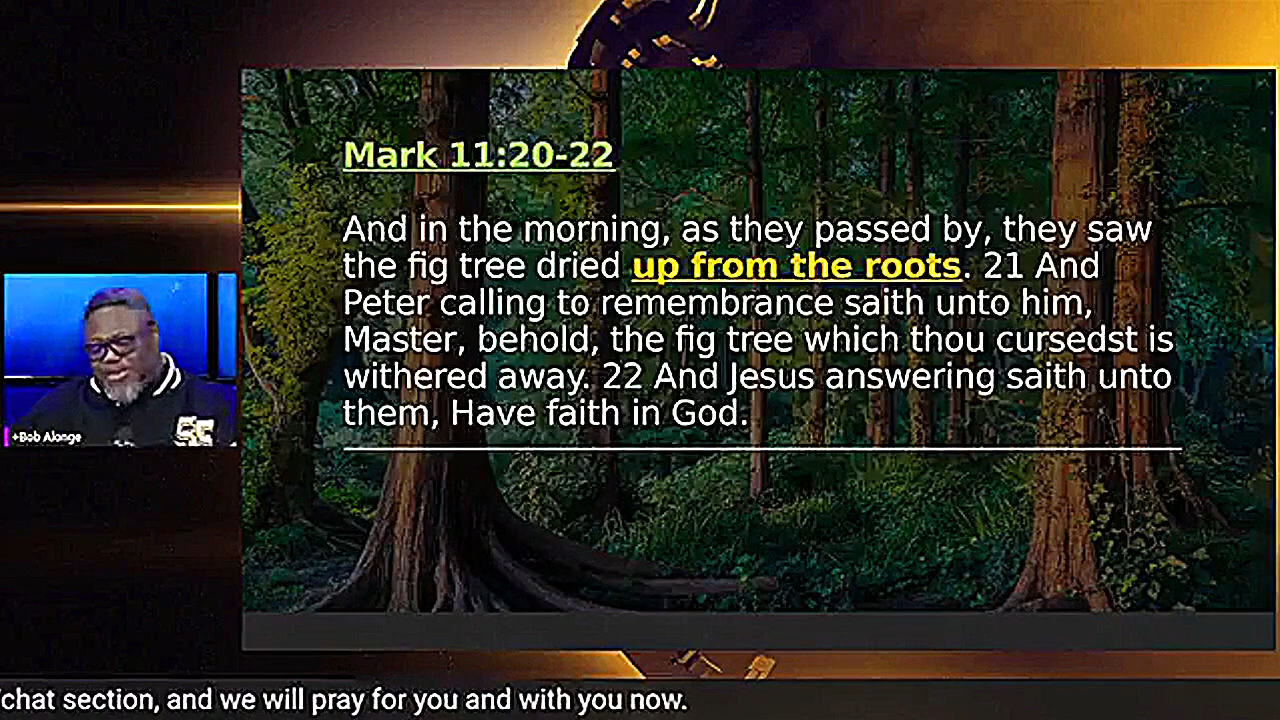 Mark 11:20-22
And in the morning, as they passed by, they saw
the fig tree dried up from the roots. 21 And
Peter calling to remembrance saith unto him,
Master, behold, the fig tree which thou cursedst is
withered away. 22 And Jesus answering saith unto
them, Have faith in God.
+Bob Alonge
chat section, and we will pray for you and with you now.